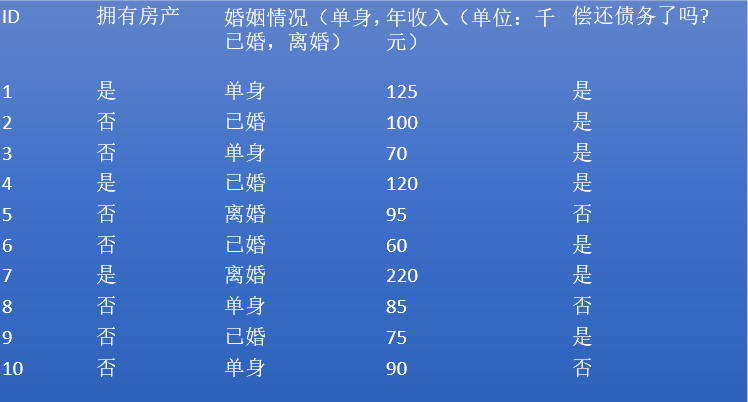 ID 拥有房产 婚姻情况（单身，已婚，离婚） 年收入（单位：千元） 偿还债务了吗?
1 是 单身 125 是
2 否 已婚 100 是
3 否 单身 70 是
4 是 已婚 120 是
5 否 离婚 95 否
6 否 已婚 60 是
7 是 离婚 220 是
8 否 单身 85 否
9 否 已婚 75 是
10 否 单身 90 否